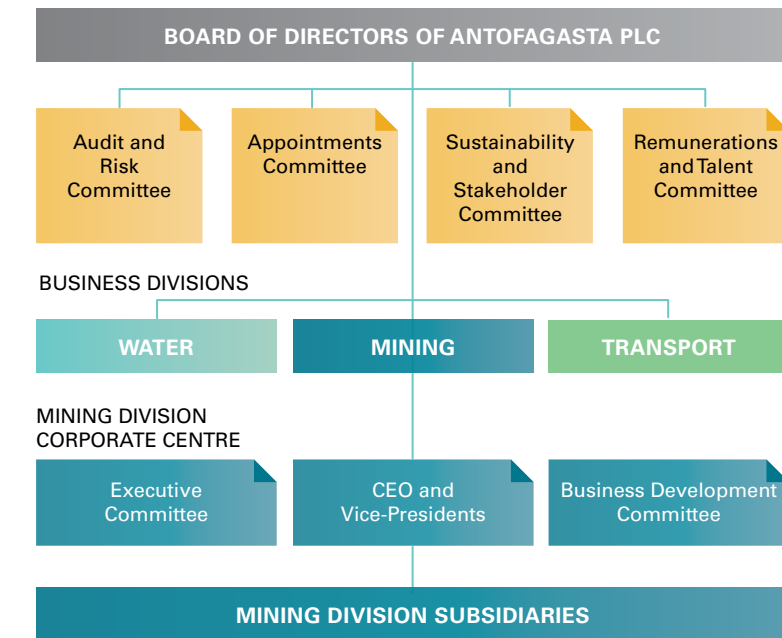 BOARD OF DIRECTORS OF ANTOFAGASTA PLC
Audit and
Risk
Committee
Appointments
Committee
Sustainability
and
Stakeholder
Committee
Remunerations
and Talent
Committee
BUSINESS DIVISIONS
WATER
MINING
TRANSPORT
MINING DIVISION
CORPORATE CENTRE
Executive
Committee
CEO and
Vice-Presidents
Business Development
Committee
MINING DIVISION SUBSIDIARIES